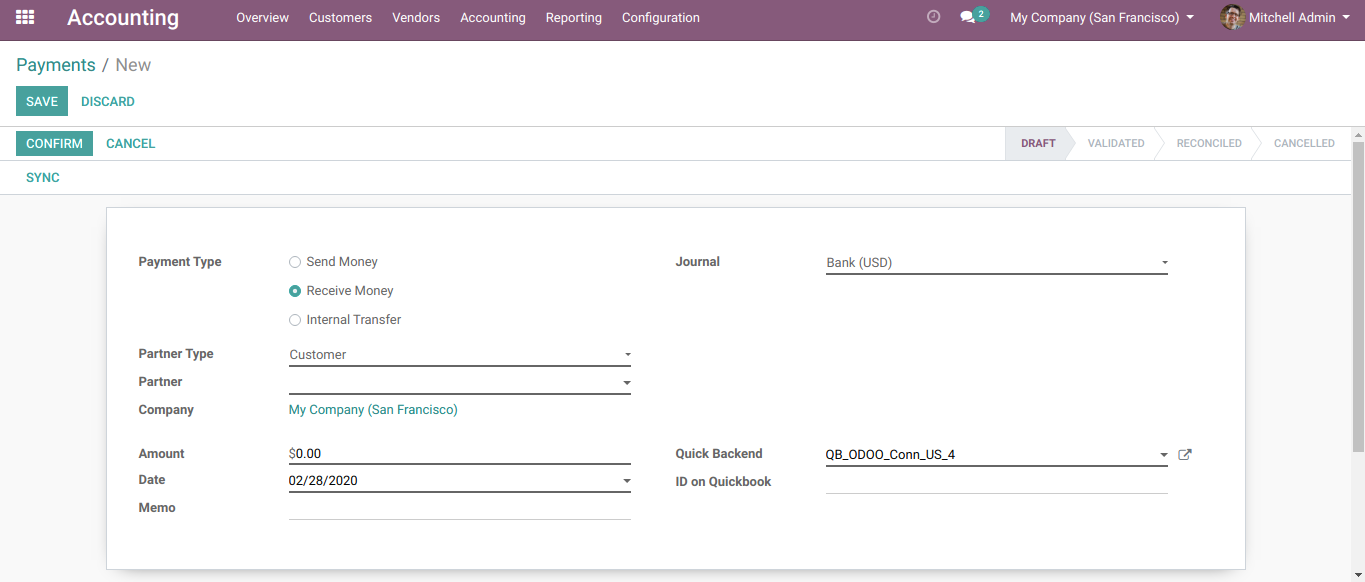 Accounting Overview Customers Vendors Accounting Reporting Configuration 2 My Company (San Francisco) Mitchell Admin
Payments / New
SAVE DISCARD
CONFIRM CANCEL DRAFT VALIDATED RECONCILED CANCELLED
SYNC
Payment Type Send Money Journal Bank (USD)
Receive Money
Internal Transfer
Partner Type Customer
Partner
Company My Company (San Francisco)
Amount $0.00 Quick Backend QB_ODOO_Conn_US_4
Date 02/28/2020 ID on Quickbook
Memo